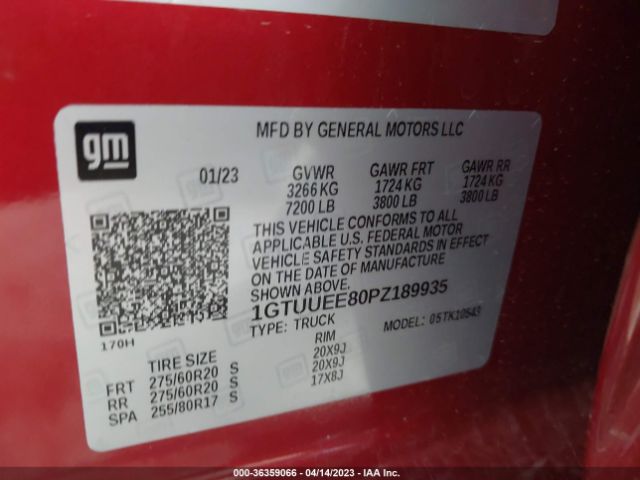 gm
MFD BY GENERAL MOTORS LLC
01/23 GVWR GAWR FRT GAWR RR
3266 KG 1724 KG 1724 KG
7200 LB 3800 LB 3800 LB
THIS VEHICLE CONFORMS TO ALL
APPLICABLE U.S. FEDERAL MOTOR
VEHICLE SAFETY STANDARDS IN EFFECT
ON THE DATE OF MANUFACTURE
SHOWN ABOVE.
1GTUUEE80PZ189935
TYPE: TRUCK MODEL: 05TK10543
170H
TIRE SIZE RIM
FRT 275/60R20 S 20X9J
RR 275/60R20 S 20X9J
SPA 255/80R17 S 17X8J
000-36359066 - 04/14/2023 - IAA Inc.